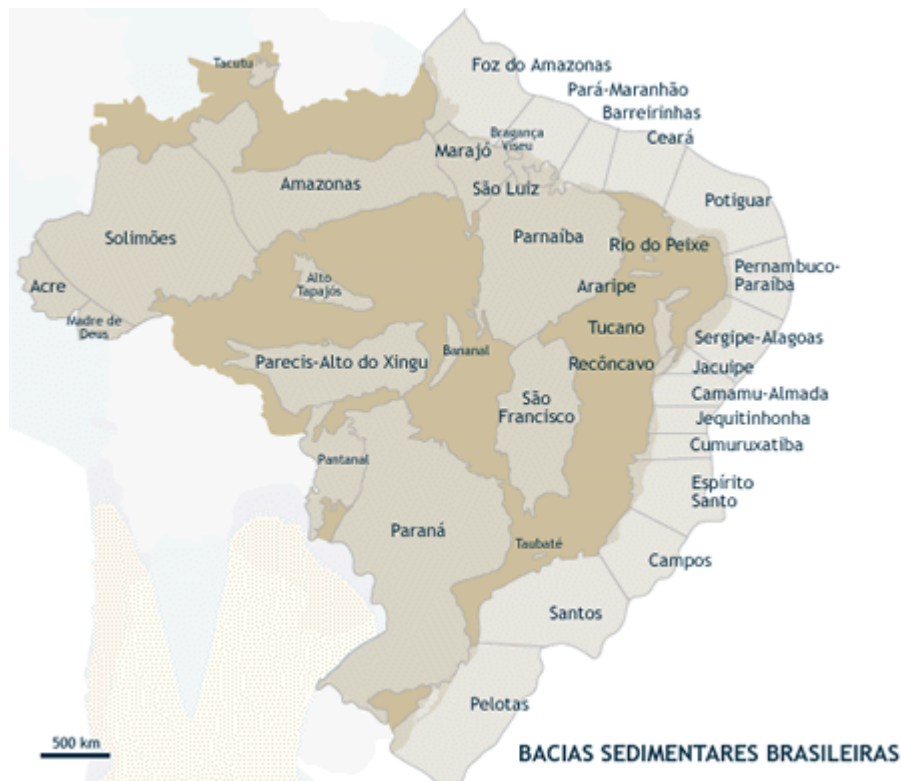 Tacutu
Foz do Amazonas
Pará-Maranhão
Barreirinhas
Ceará
Bragança
Viseu
Marajó
São Luiz
Amazonas
Potiguar
Solimões
Parnaíba
Rio do Peixe
Pernambuco-
Paraíba
Acre
Alto
Tapajós
Araripe
Madre de
Deus
Tucano
Sergipe-Alagoas
Parecis-Alto do Xingu
Bananal
Recôncavo
Jacuipe
São
Francisco
Camamu-Almada
Jequitinhonha
Cumuruxatiba
Pantanal
Espírito
Santo
Paraná
Taubaté
Campos
Santos
Pelotas
500 km
BACIAS SEDIMENTARES BRASILEIRAS